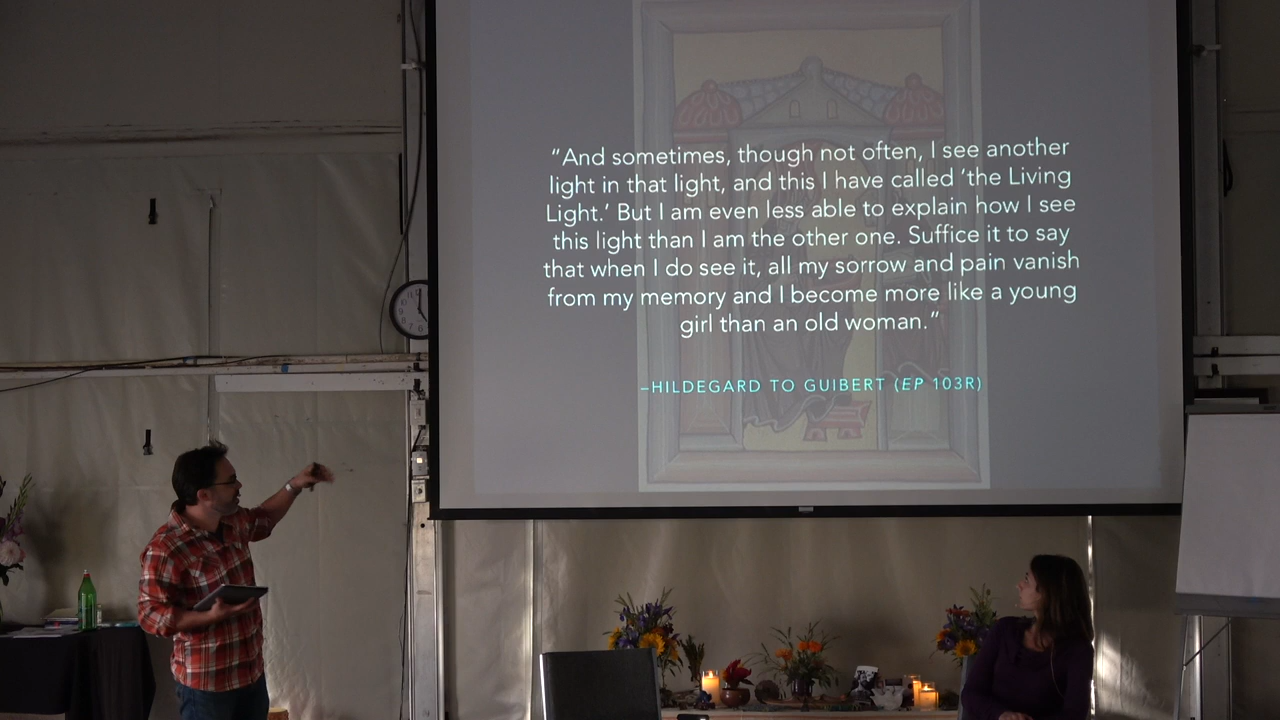 “And sometimes, though not often, I see another
light in that light, and this I have called ‘the Living
Light.’ But I am even less able to explain how I see
this light than I am the other one. Suffice it to say
that when I do see it, all my sorrow and pain vanish
from my memory and I become more like a young
girl than an old woman.”
–HILDEGARD TO GUIBERT (EP 103R)